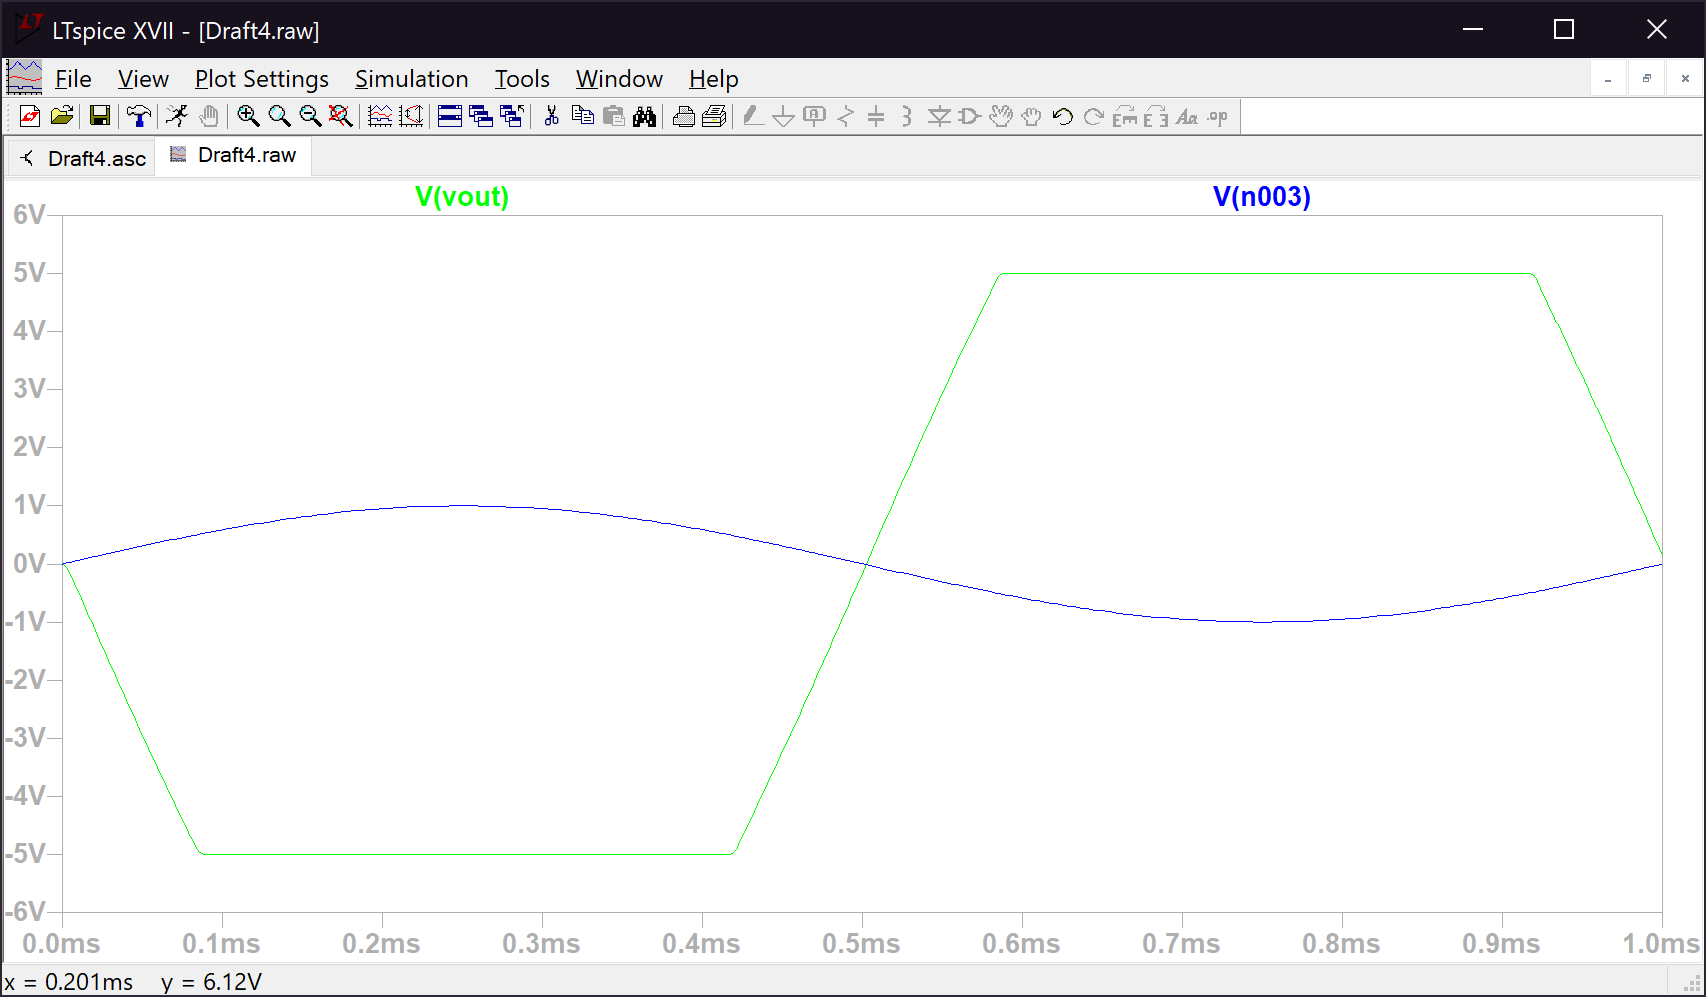 LTspice XVII - [Draft4.raw]
File View Plot Settings Simulation Tools Window Help
Draft4.asc Draft4.raw
V(vout) V(n003)
6V
5V
4V
3V
2V
1V
0V
-1V
-2V
-3V
-4V
-5V
-6V
0.0ms 0.1ms 0.2ms 0.3ms 0.4ms 0.5ms 0.6ms 0.7ms 0.8ms 0.9ms 1.0ms
x = 0.201ms y = 6.12V